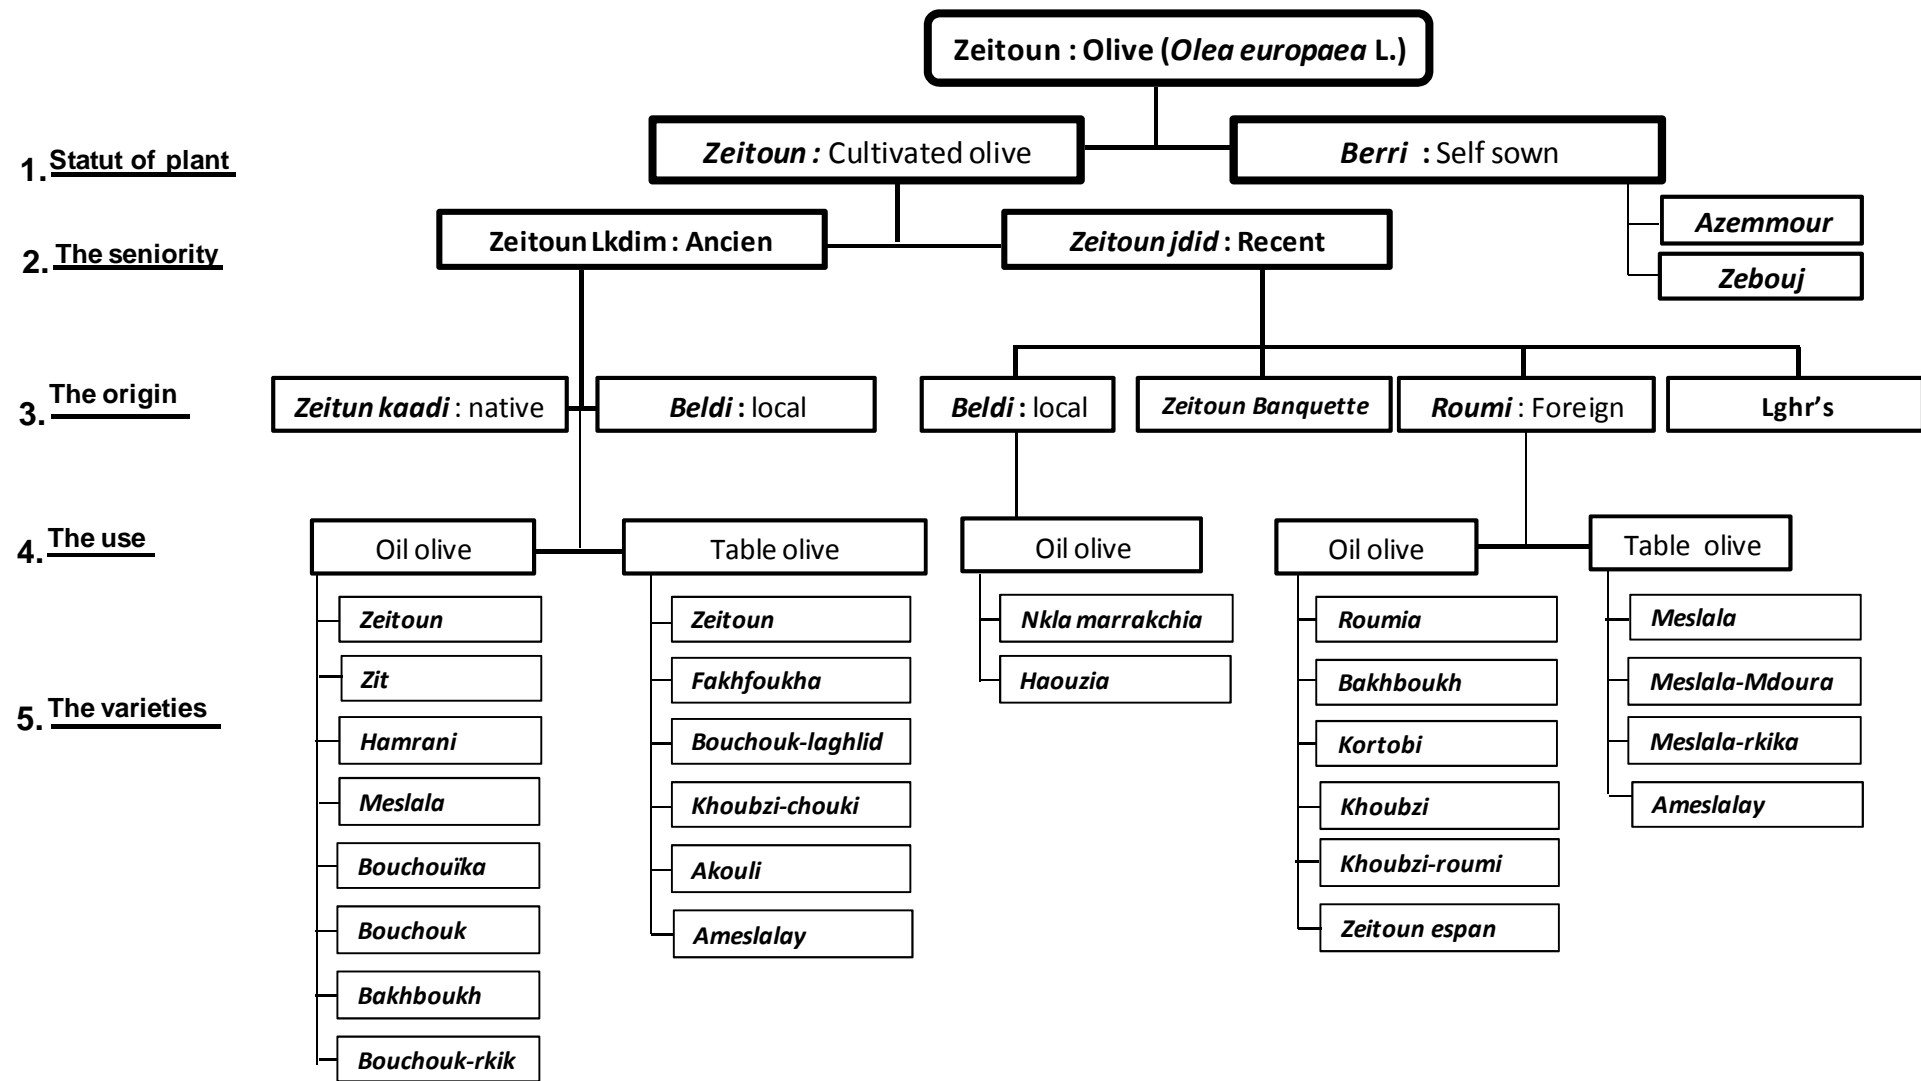 Zeitoun : Olive (Olea europaea L.)
1. Statut of plant
Zeitoun : Cultivated olive
Berri : Self sown
Azemmour
Zebouj
2. The seniority
Zeitoun Lkdim : Ancien
Zeitoun jdid : Recent
3. The origin
Zeitun kaadi : native
Beldi : local
Beldi : local
Zeitoun Banquette
Roumi : Foreign
Lghr’s
4. The use
Oil olive
Table olive
Oil olive
Oil olive
Table olive
5. The varieties
Zeitoun
Zit
Hamrani
Meslala
Bouchouïka
Bouchouk
Bakhboukh
Bouchouk-rkik
Zeitoun
Fakhfoukha
Bouchouk-laghlid
Khoubzi-chouki
Akouli
Ameslalay
Nkla marrakchia
Haouzia
Roumia
Bakhboukh
Kortobi
Khoubzi
Khoubzi-roumi
Zeitoun espan
Meslala
Meslala-Mdoura
Meslala-rkika
Ameslalay